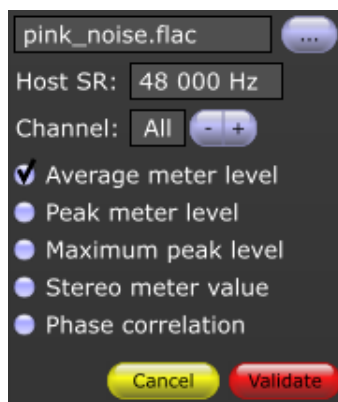 pink_noise.flac ...
Host SR: 48 000 Hz
Channel: All - +
Average meter level
Peak meter level
Maximum peak level
Stereo meter value
Phase correlation
Cancel Validate